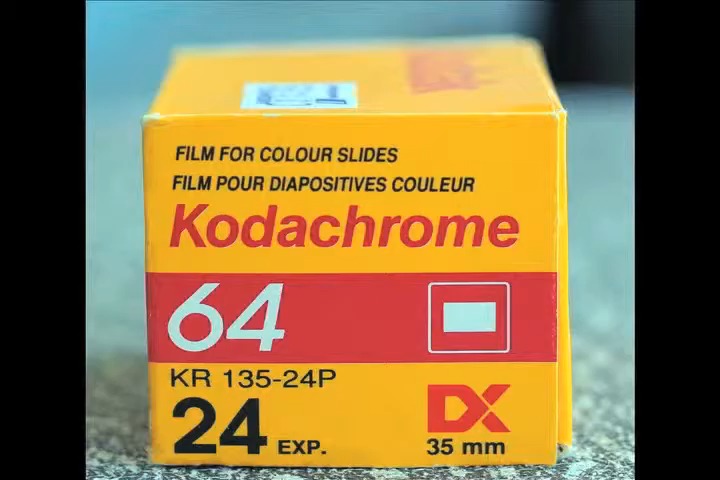 FILM FOR COLOUR SLIDES
FILM POUR DIAPOSITIVES COULEUR
Kodachrome
64
KR 135-24P
24 EXP.
DX
35 mm